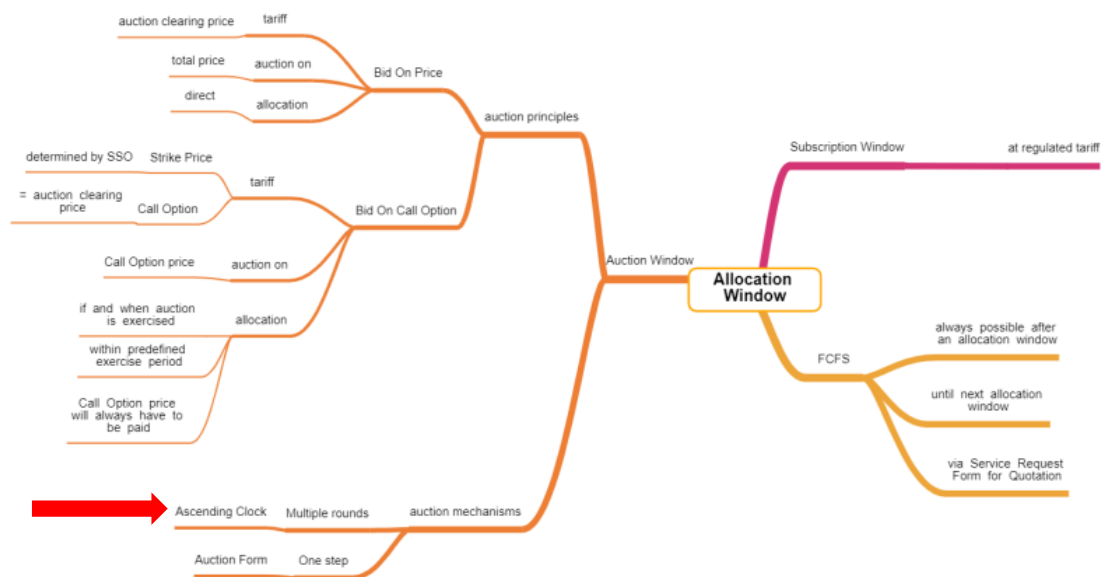 auction clearing price
tariff
total price
auction on
direct
allocation
Bid On Price
auction principles
determined by SSO
Strike Price
= auction clearing
price
Call Option
tariff
Bid On Call Option
Call Option price
auction on
if and when auction
is exercised
within predefined
exercise period
Call Option price
will always have to
be paid
allocation
Auction Window
Ascending Clock
Multiple rounds
Auction Form
One step
auction mechanisms
Allocation
Window
Subscription Window
at regulated tariff
FCFS
always possible after
an allocation window
until next allocation
window
via Service Request
Form for Quotation